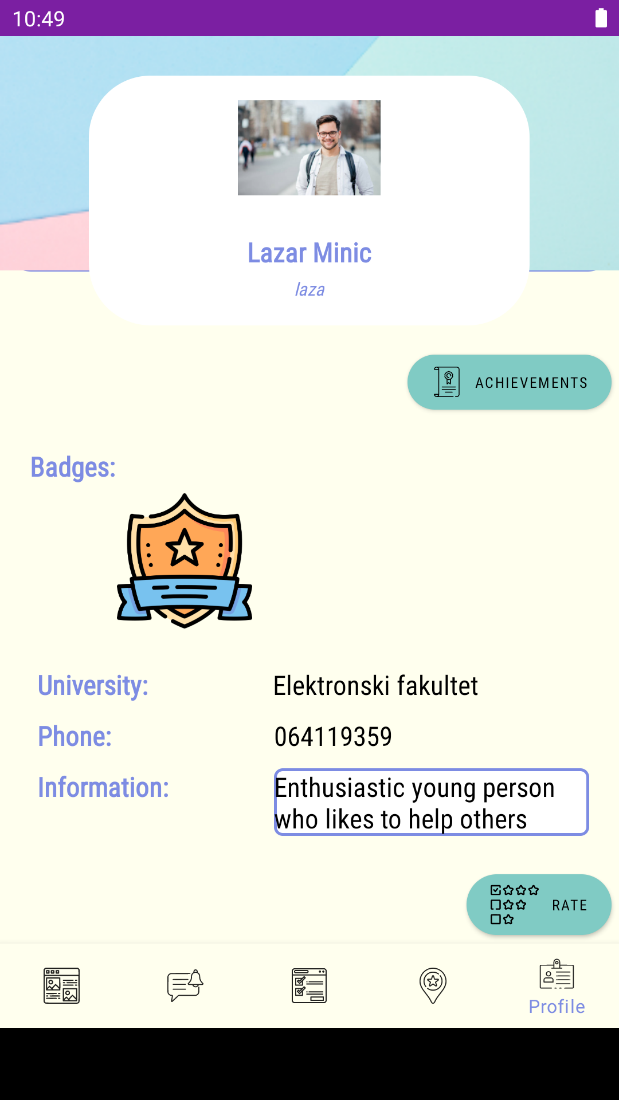 10:49
Lazar Minic
laza
ACHIEVEMENTS
Badges:
University: Elektronski fakultet
Phone: 064119359
Information: Enthusiastic young person
who likes to help others
RATE
Profile